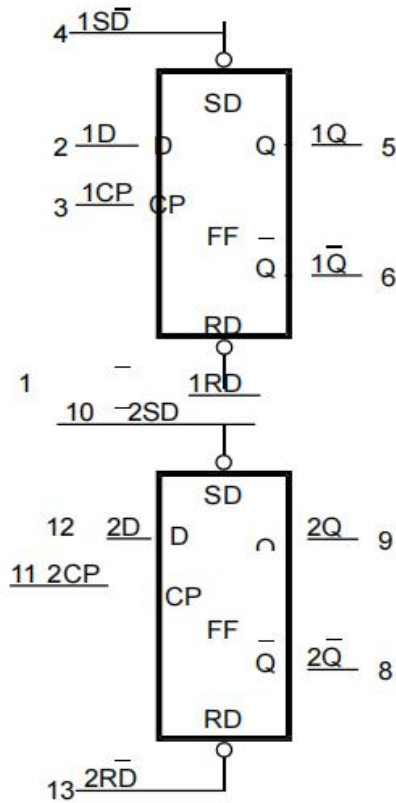 4 1SD̅
SD
2 1D D Q 1Q 5
3 1CP CP
FF
Q̅ 1Q̅ 6
RD
1 1RD
10 2SD
SD
12 2D D 2Q 9
11 2CP
CP
FF
Q̅ 2Q̅ 8
RD
13 2RD̅